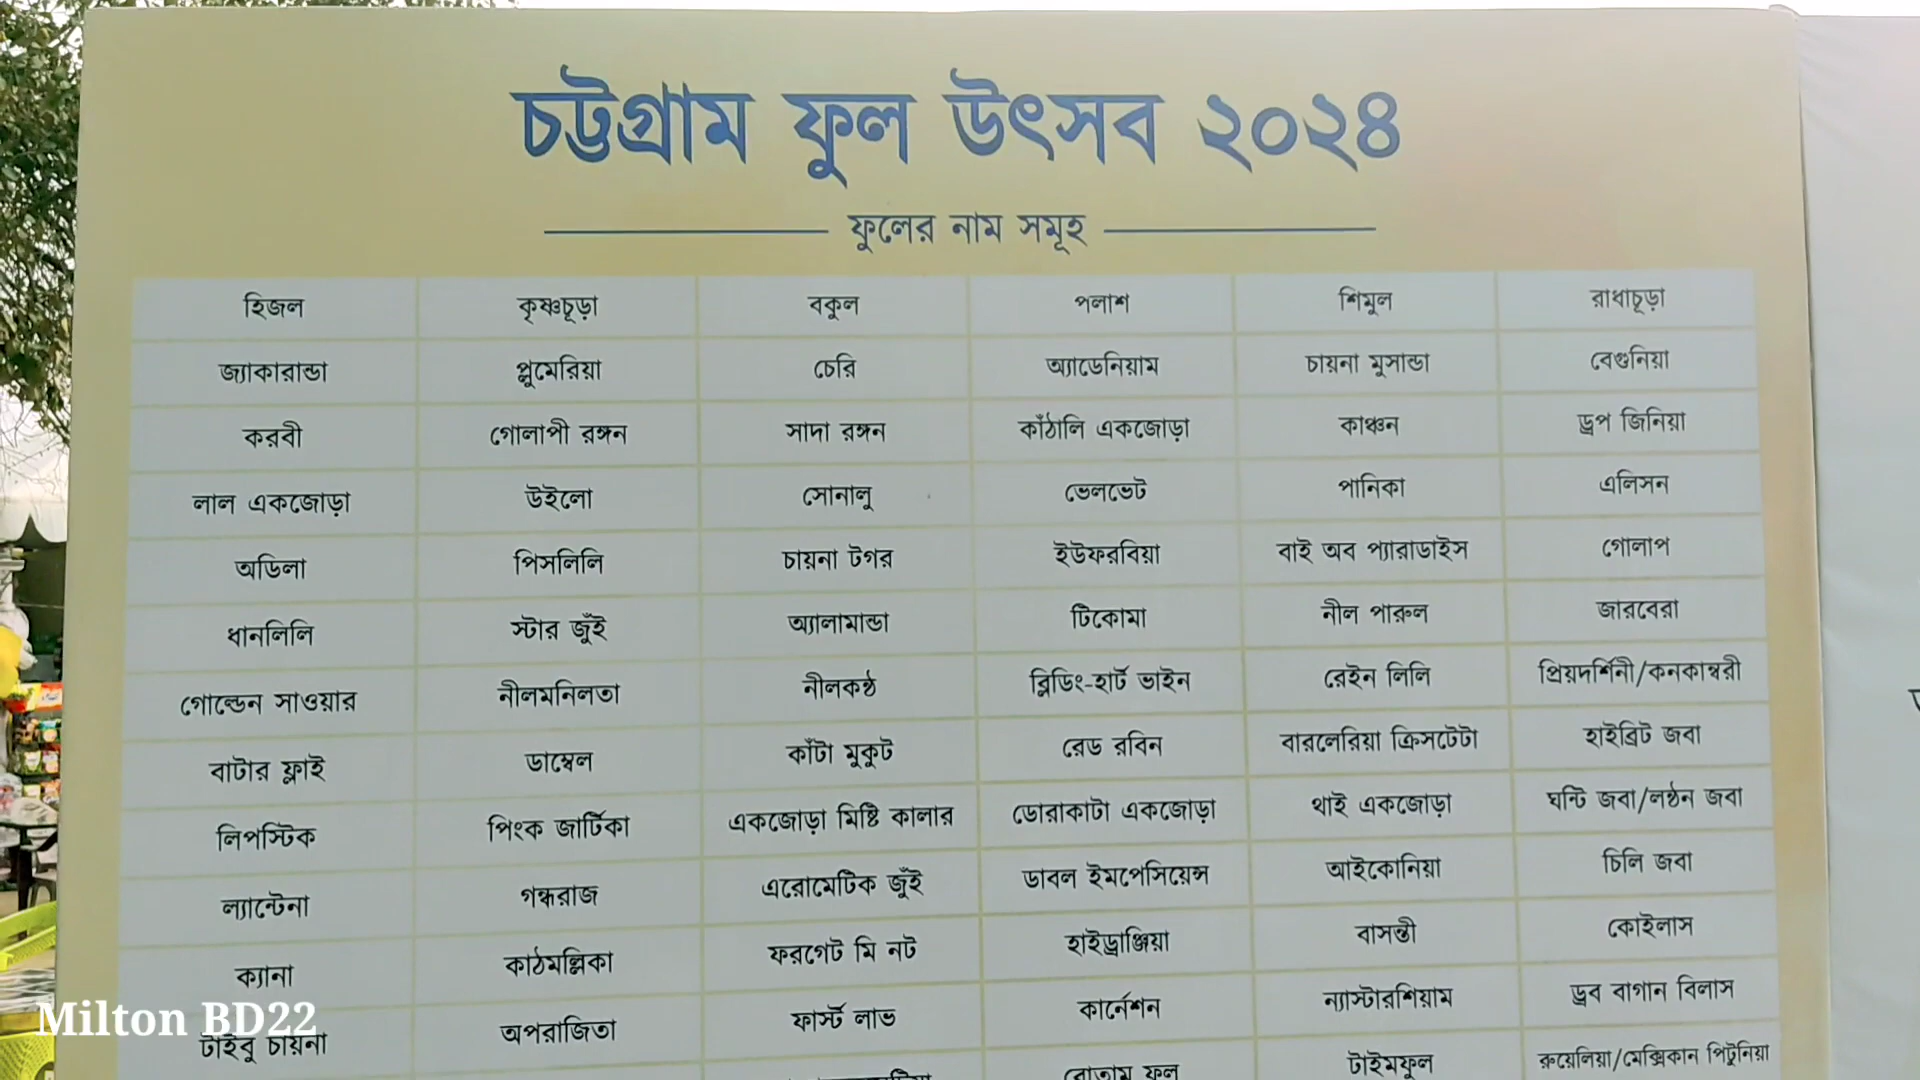 চট্টগ্রাম ফুল উৎসব ২০২৪
ফুলের নাম সমূহ
হিজল কৃষ্ণচূড়া বকুল পলাশ শিমুল রাধাচূড়া
জ্যাকারান্ডা প্লুমেরিয়া চেরি অ্যাডেনিয়াম চায়না মুসান্ডা বেগুনিয়া
করবী গোলাপী রঙ্গন সাদা রঙ্গন কাঁঠালি একজোড়া কাঞ্চন ড্রপ জিনিয়া
লাল একজোড়া উইলো সোনালু ভেলভেট পানিকা এলিসন
অডিলা পিসলিলি চায়না টগর ইউফরবিয়া বাই অব প্যারাডাইস গোলাপ
ধানলিলি স্টার জুঁই অ্যালামান্ডা টিকোমা নীল পারুল জারবেরা
গোল্ডেন সাওয়ার নীলমনিলতা নীলকন্ঠ ব্লিডিং-হার্ট ভাইন রেইন লিলি প্রিয়দর্শিনী/কনকাম্বরী
বাটার ফ্লাই ডাম্বেল কাঁটা মুকুট রেড রবিন বারলেরিয়া ক্রিসটেটা হাইব্রিট জবা
লিপস্টিক পিংক জার্টিকা একজোড়া মিষ্টি কালার ডোরাকাটা একজোড়া থাই একজোড়া ঘন্টি জবা/লন্ঠন জবা
ল্যান্টেনা গন্ধরাজ এরোমেটিক জুঁই ডাবল ইমপেসিয়েন্স আইকোনিয়া চিলি জবা
ক্যানা কাঠমল্লিকা ফরগেট মি নট হাইড্রাঞ্জিয়া বাসন্তী কোইলাস
টাইবু চায়না অপরাজিতা ফার্স্ট লাভ কার্নেশন ন্যাস্টারশিয়াম ড্রব বাগান বিলাস
বোতাম ফুল টাইমফুল রুয়েলিয়া/মেক্সিকান পিটুনিয়া
Milton BD22